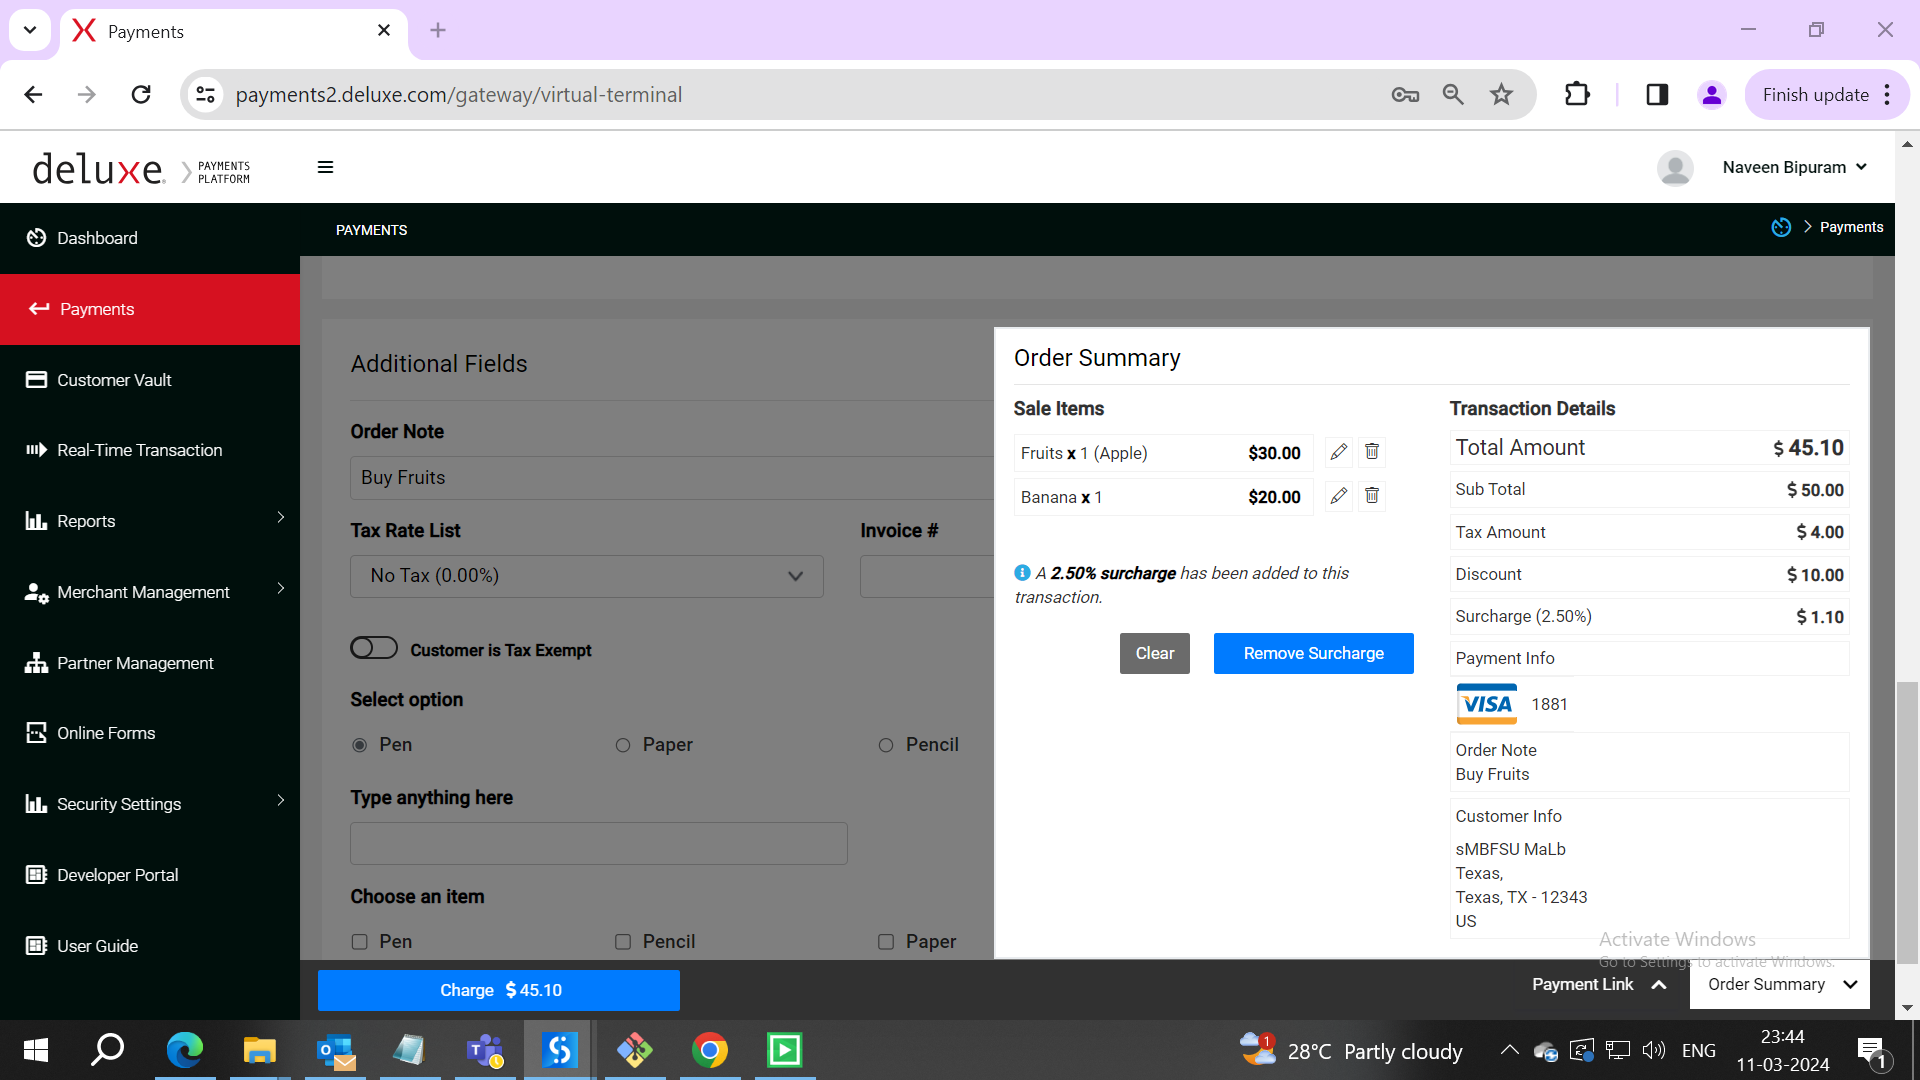 Payments
payments2.deluxe.com/gateway/virtual-terminal
Finish update
deluxe
PAYMENTS
PLATFORM
Naveen Bipuram
Dashboard
PAYMENTS
Payments
Payments
Customer Vault
Real-Time Transaction
Reports
Merchant Management
Partner Management
Online Forms
Security Settings
Developer Portal
User Guide
Additional Fields
Order Note
Buy Fruits
Tax Rate List
Invoice #
No Tax (0.00%)
Customer is Tax Exempt
Select option
Pen
Paper
Pencil
Type anything here
Choose an item
Pen
Pencil
Paper
Order Summary
Sale Items
Fruits x 1 (Apple) $30.00
Banana x 1 $20.00
A 2.50% surcharge has been added to this
transaction.
Clear
Remove Surcharge
Transaction Details
Total Amount $ 45.10
Sub Total $ 50.00
Tax Amount $ 4.00
Discount $ 10.00
Surcharge (2.50%) $ 1.10
Payment Info
VISA 1881
Order Note
Buy Fruits
Customer Info
sMBFSU MaLb
Texas,
Texas, TX - 12343
US
Activate Windows
Go to Settings to activate Windows.
Charge $ 45.10
Payment Link
Order Summary
1
28°C Partly cloudy
ENG
23:44
11-03-2024
1